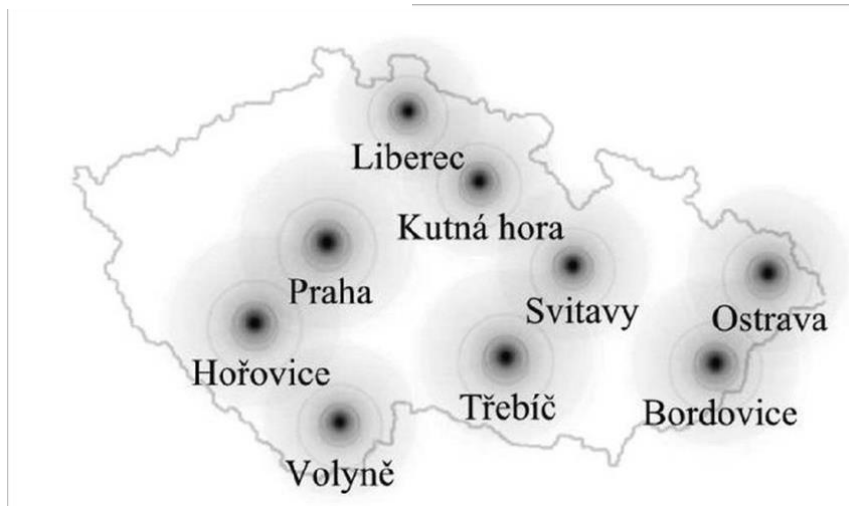 Liberec
Kutná hora
Praha
Svitavy
Ostrava
Hořovice
Třebíč
Bordovice
Volyně